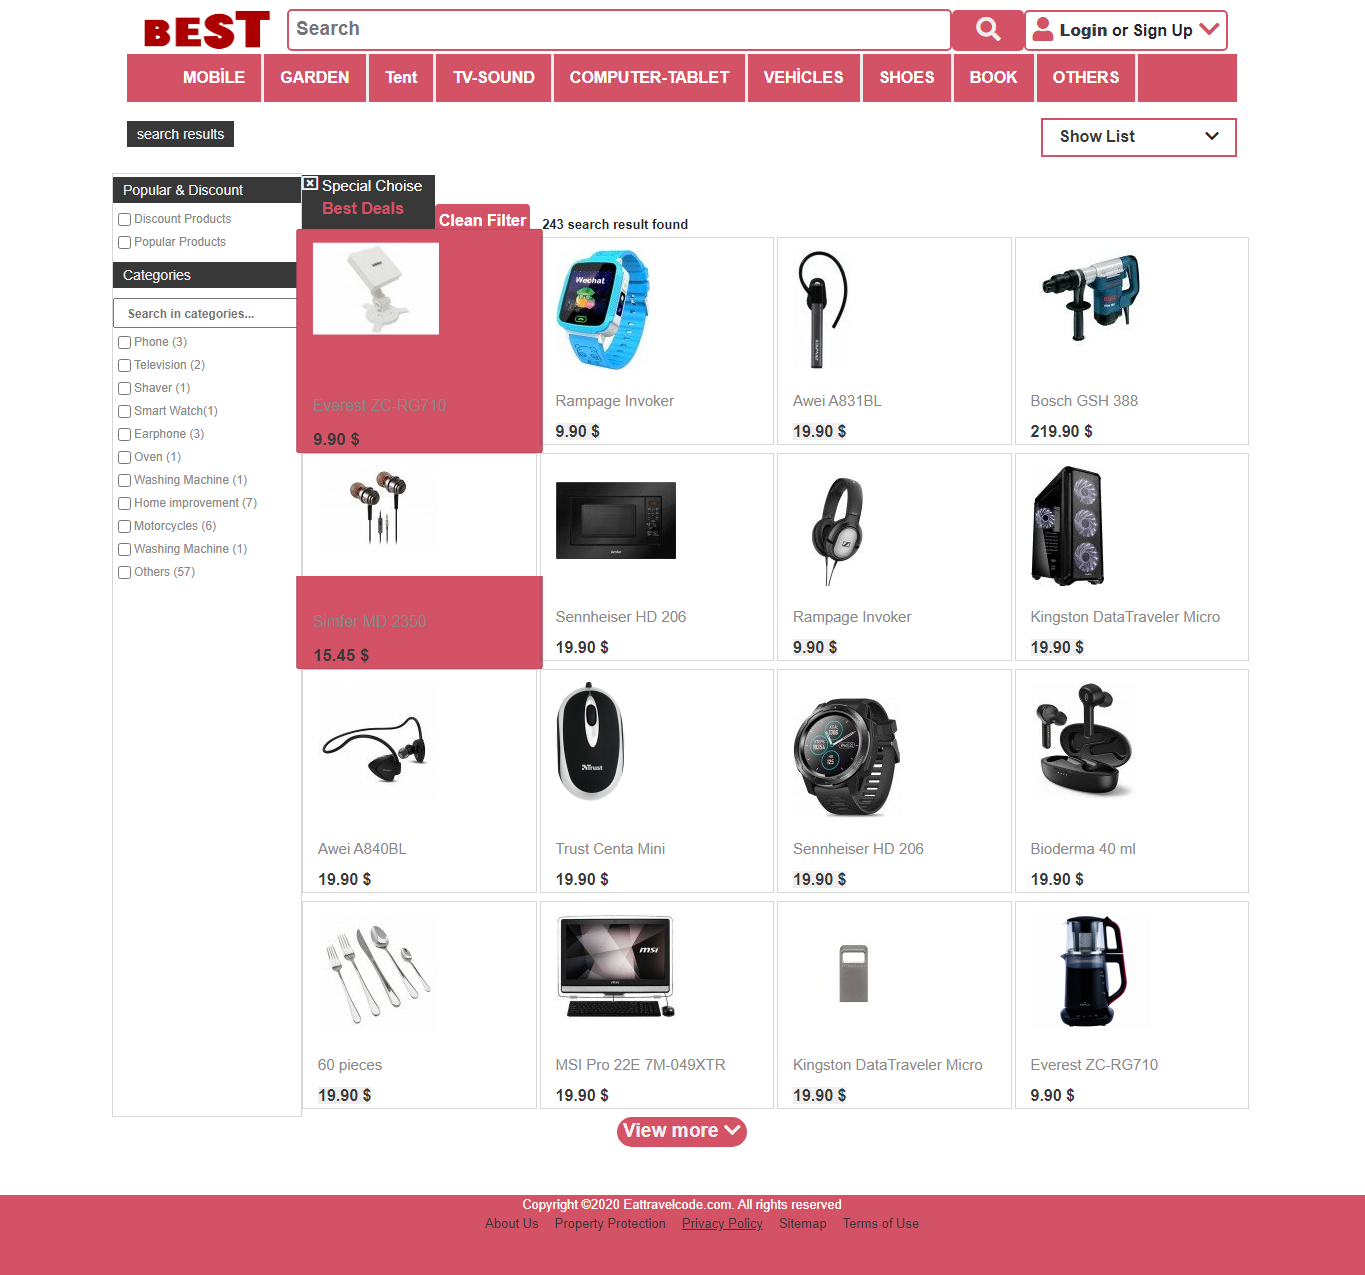 BEST
Search
Login or Sign Up
MOBİLE
GARDEN
Tent
TV-SOUND
COMPUTER-TABLET
VEHİCLES
SHOES
BOOK
OTHERS
search results
Show List
Popular & Discount
Discount Products
Popular Products
Categories
Search in categories...
Phone (3)
Television (2)
Shaver (1)
Smart Watch(1)
Earphone (3)
Oven (1)
Washing Machine (1)
Home improvement (7)
Motorcycles (6)
Washing Machine (1)
Others (57)
Special Choise
Best Deals
Clean Filter
243 search result found
Everest ZC-RG710
9.90 $
Wechat
Rampage Invoker
9.90 $
Awei A831BL
19.90 $
Bosch GSH 388
219.90 $
Simfer MD 2350
15.45 $
Sennheiser HD 206
19.90 $
Rampage Invoker
9.90 $
Kingston DataTraveler Micro
19.90 $
Awei A840BL
19.90 $
Trust
Trust Centa Mini
19.90 $
Sennheiser HD 206
19.90 $
Bioderma 40 ml
19.90 $
60 pieces
19.90 $
msi
MSI Pro 22E 7M-049XTR
19.90 $
Kingston DataTraveler Micro
19.90 $
Everest ZC-RG710
9.90 $
View more
Copyright ©2020 Eattravelcode.com. All rights reserved
About Us
Property Protection
Privacy Policy
Sitemap
Terms of Use